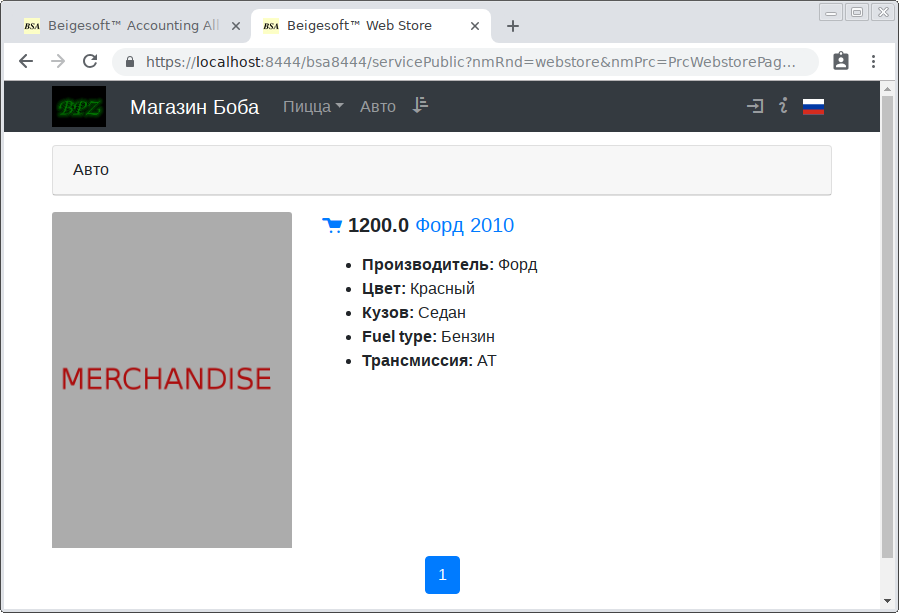 BSA Beigesoft™ Accounting All
BSA Beigesoft™ Web Store
https://localhost:8444/bsa8444/servicePublic?nmRnd=webstore&nmPrc=PrcWebstorePag...
BPZ Магазин Боба Пицца Авто
Авто
MERCHANDISE
1200.0 Форд 2010
Производитель: Форд
Цвет: Красный
Кузов: Седан
Fuel type: Бензин
Трансмиссия: АТ
1